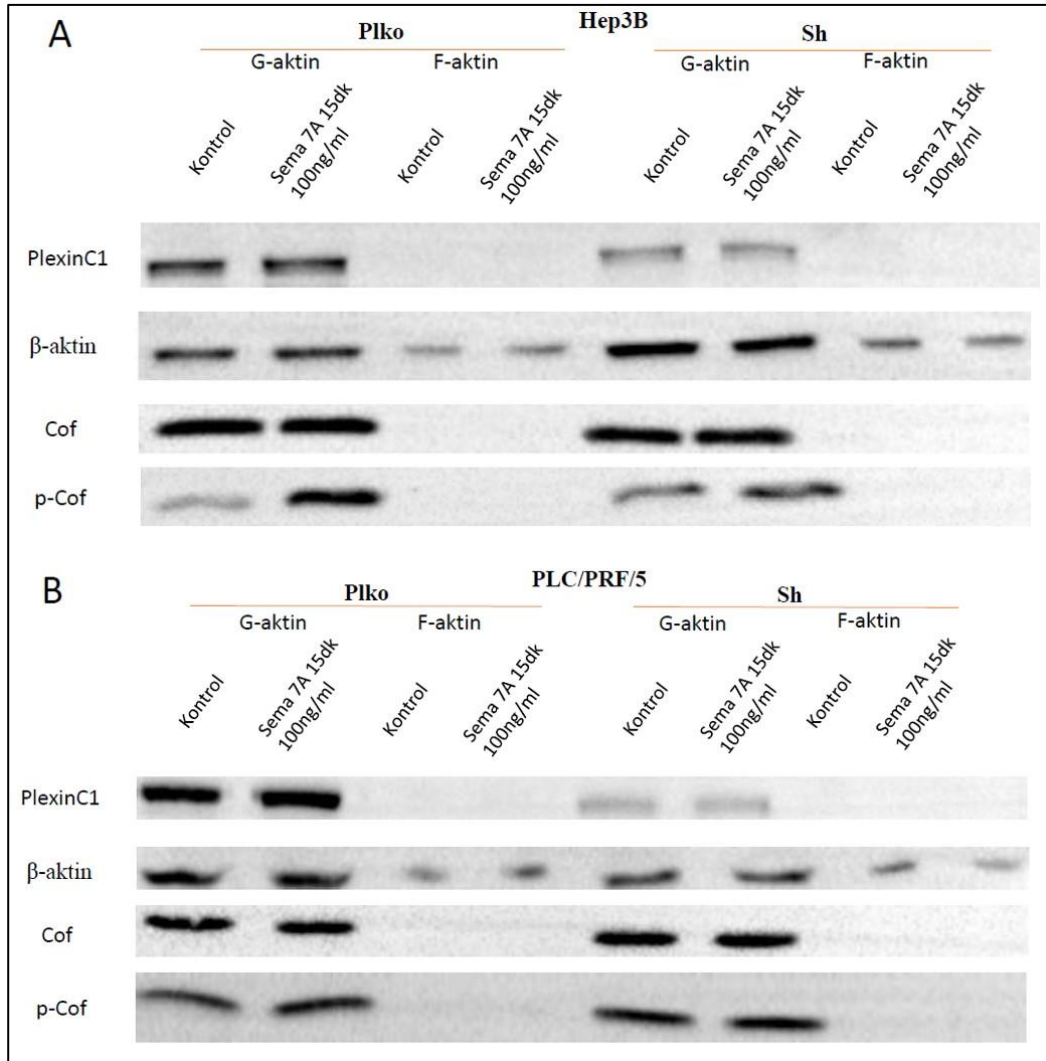 A
Hep3B
Plko
Sh
G-aktin
F-aktin
G-aktin
F-aktin
Kontrol
Sema 7A 15dk
100ng/ml
Kontrol
Sema 7A 15dk
100ng/ml
Kontrol
Sema 7A 15dk
100ng/ml
Kontrol
Sema 7A 15dk
100ng/ml
PlexinC1
β-aktin
Cof
p-Cof
B
PLC/PRF/5
Plko
Sh
G-aktin
F-aktin
G-aktin
F-aktin
Kontrol
Sema 7A 15dk
100ng/ml
Kontrol
Sema 7A 15dk
100ng/ml
Kontrol
Sema 7A 15dk
100ng/ml
Kontrol
Sema 7A 15dk
100ng/ml
PlexinC1
β-aktin
Cof
p-Cof